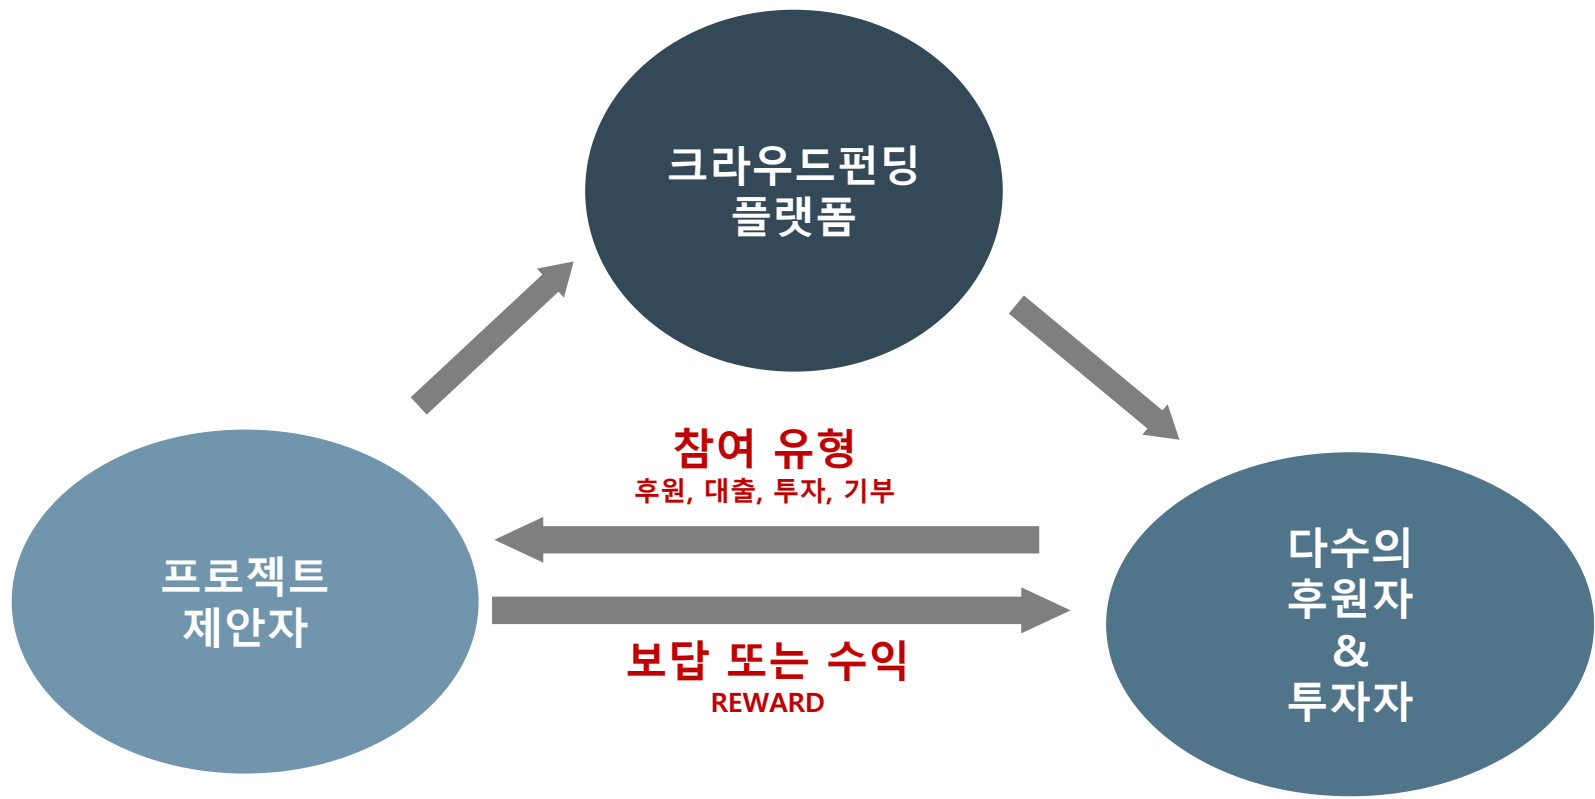 크라우드펀딩
플랫폼
참여 유형
후원, 대출, 투자, 기부
프로젝트
제안자
다수의
후원자
&
투자자
보답 또는 수익
REWARD